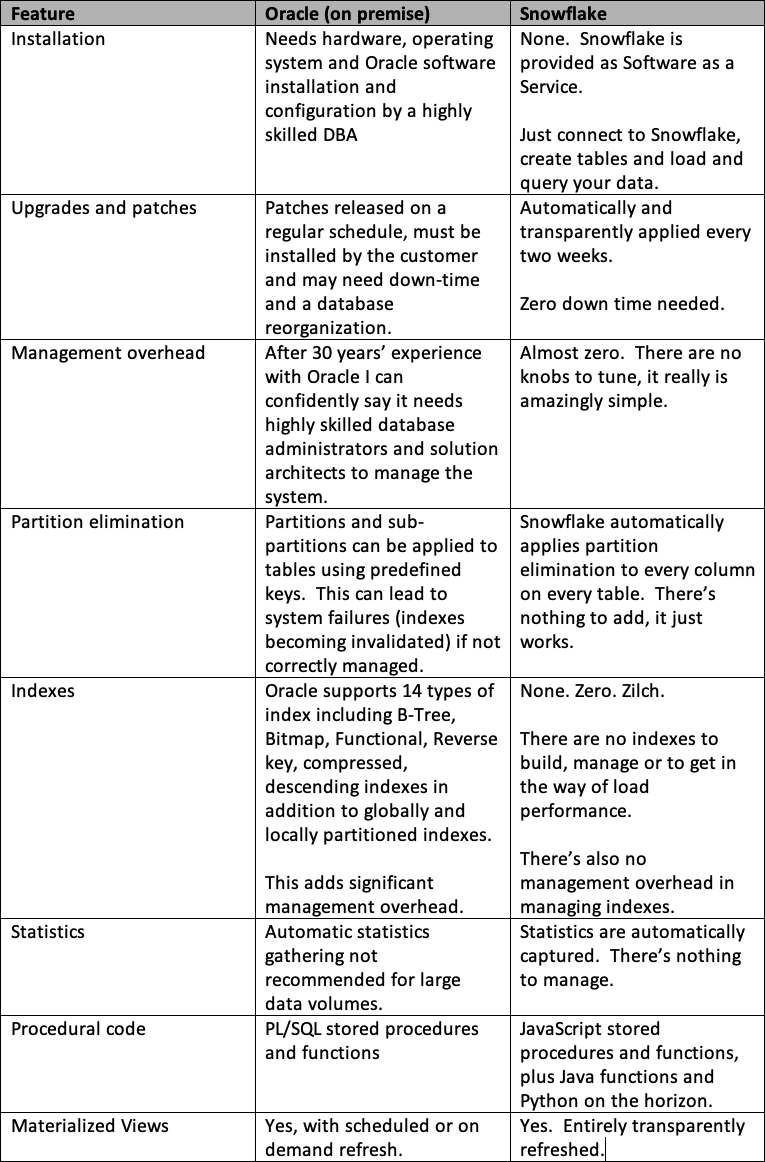 Feature
Oracle (on premise)
Snowflake
Installation
Needs hardware, operating
system and Oracle software
installation and
configuration by a highly
skilled DBA
None.  Snowflake is
provided as Software as a
Service.
Just connect to Snowflake,
create tables and load and
query your data.
Upgrades and patches
Patches released on a
regular schedule, must be
installed by the customer
and may need down-time
and a database
reorganization.
Automatically and
transparently applied every
two weeks.
Zero down time needed.
Management overhead
After 30 years’ experience
with Oracle I can
confidently say it needs
highly skilled database
administrators and solution
architects to manage the
system.
Almost zero.  There are no
knobs to tune, it really is
amazingly simple.
Partition elimination
Partitions and sub-
partitions can be applied to
tables using predefined
keys.  This can lead to
system failures (indexes
becoming invalidated) if not
correctly managed.
Snowflake automatically
applies partition
elimination to every column
on every table.  There’s
nothing to add, it just
works.
Indexes
Oracle supports 14 types of
index including B-Tree,
Bitmap, Functional, Reverse
key, compressed,
descending indexes in
addition to globally and
locally partitioned indexes.
This adds significant
management overhead.
None. Zero. Zilch.
There are no indexes to
build, manage or to get in
the way of load
performance.
There’s also no
management overhead in
managing indexes.
Statistics
Automatic statistics
gathering not
recommended for large
data volumes.
Statistics are automatically
captured.  There’s nothing
to manage.
Procedural code
PL/SQL stored procedures
and functions
JavaScript stored
procedures and functions,
plus Java functions and
Python on the horizon.
Materialized Views
Yes, with scheduled or on
demand refresh.
Yes.  Entirely transparently
refreshed.